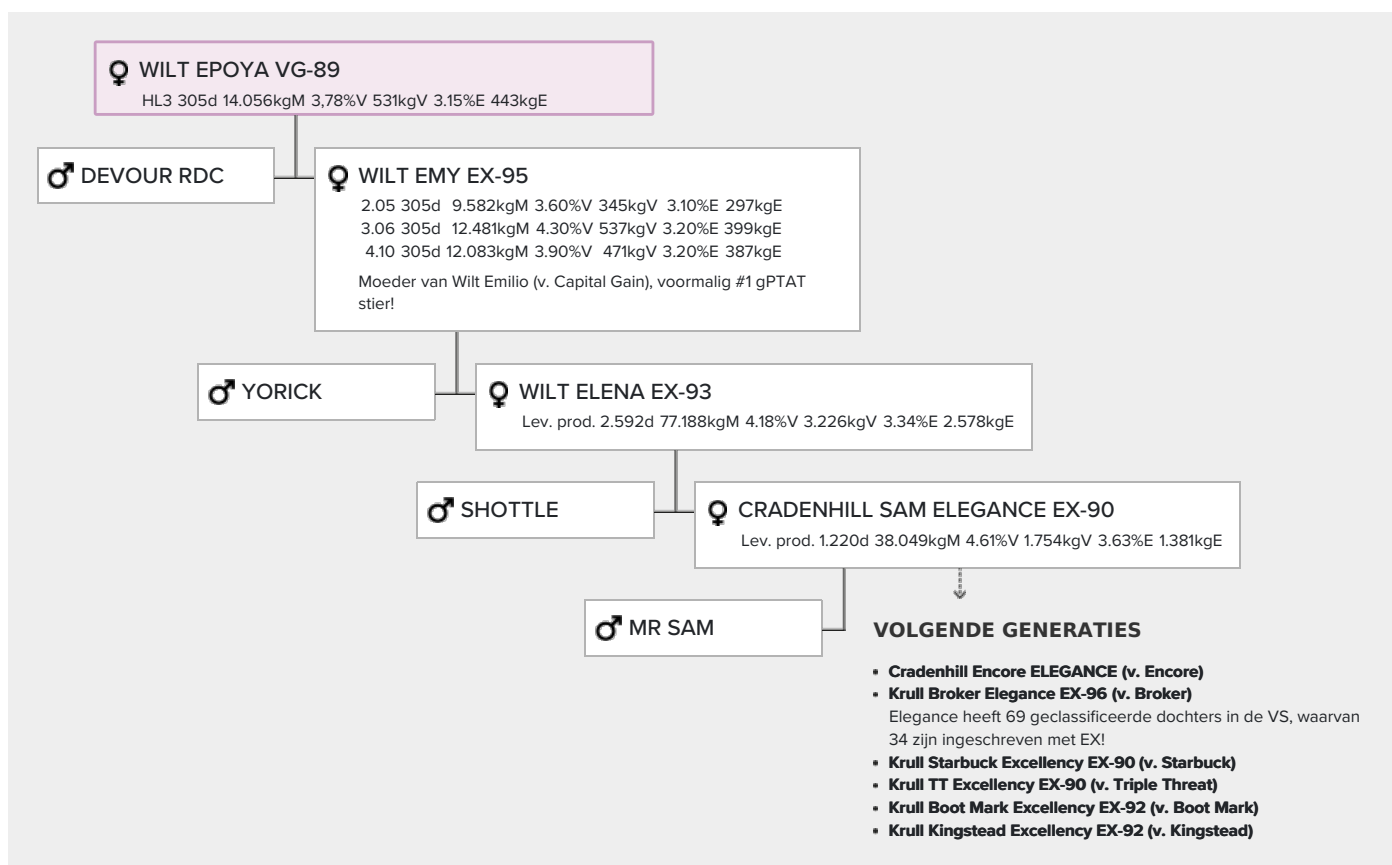 WILT EPOYA VG-89
HL3 305d 14.056kgM 3,78%V 531kgV 3.15%E 443kgE
DEVOUR RDC
WILT EMY EX-95
2.05 305d 9.582kgM 3.60%V 345kgV 3.10%E 297kgE
3.06 305d 12.481kgM 4.30%V 537kgV 3.20%E 399kgE
4.10 305d 12.083kgM 3.90%V 471kgV 3.20%E 387kgE
Moeder van Wilt Emilio (v. Capital Gain), voormalig #1 gPTAT
stier!
YORICK
WILT ELENA EX-93
Lev. prod. 2.592d 77.188kgM 4.18%V 3.226kgV 3.34%E 2.578kgE
SHOTTLE
CRADENHILL SAM ELEGANCE EX-90
Lev. prod. 1.220d 38.049kgM 4.61%V 1.754kgV 3.63%E 1.381kgE
MR SAM
VOLGENDE GENERATIES
• Cradenhill Encore ELEGANCE (v. Encore)
• Krull Broker Elegance EX-96 (v. Broker)
Elegance heeft 69 geclassificeerde dochters in de VS, waarvan
34 zijn ingeschreven met EX!
• Krull Starbuck Excellency EX-90 (v. Starbuck)
• Krull TT Excellency EX-90 (v. Triple Threat)
• Krull Boot Mark Excellency EX-92 (v. Boot Mark)
• Krull Kingstead Excellency EX-92 (v. Kingstead)